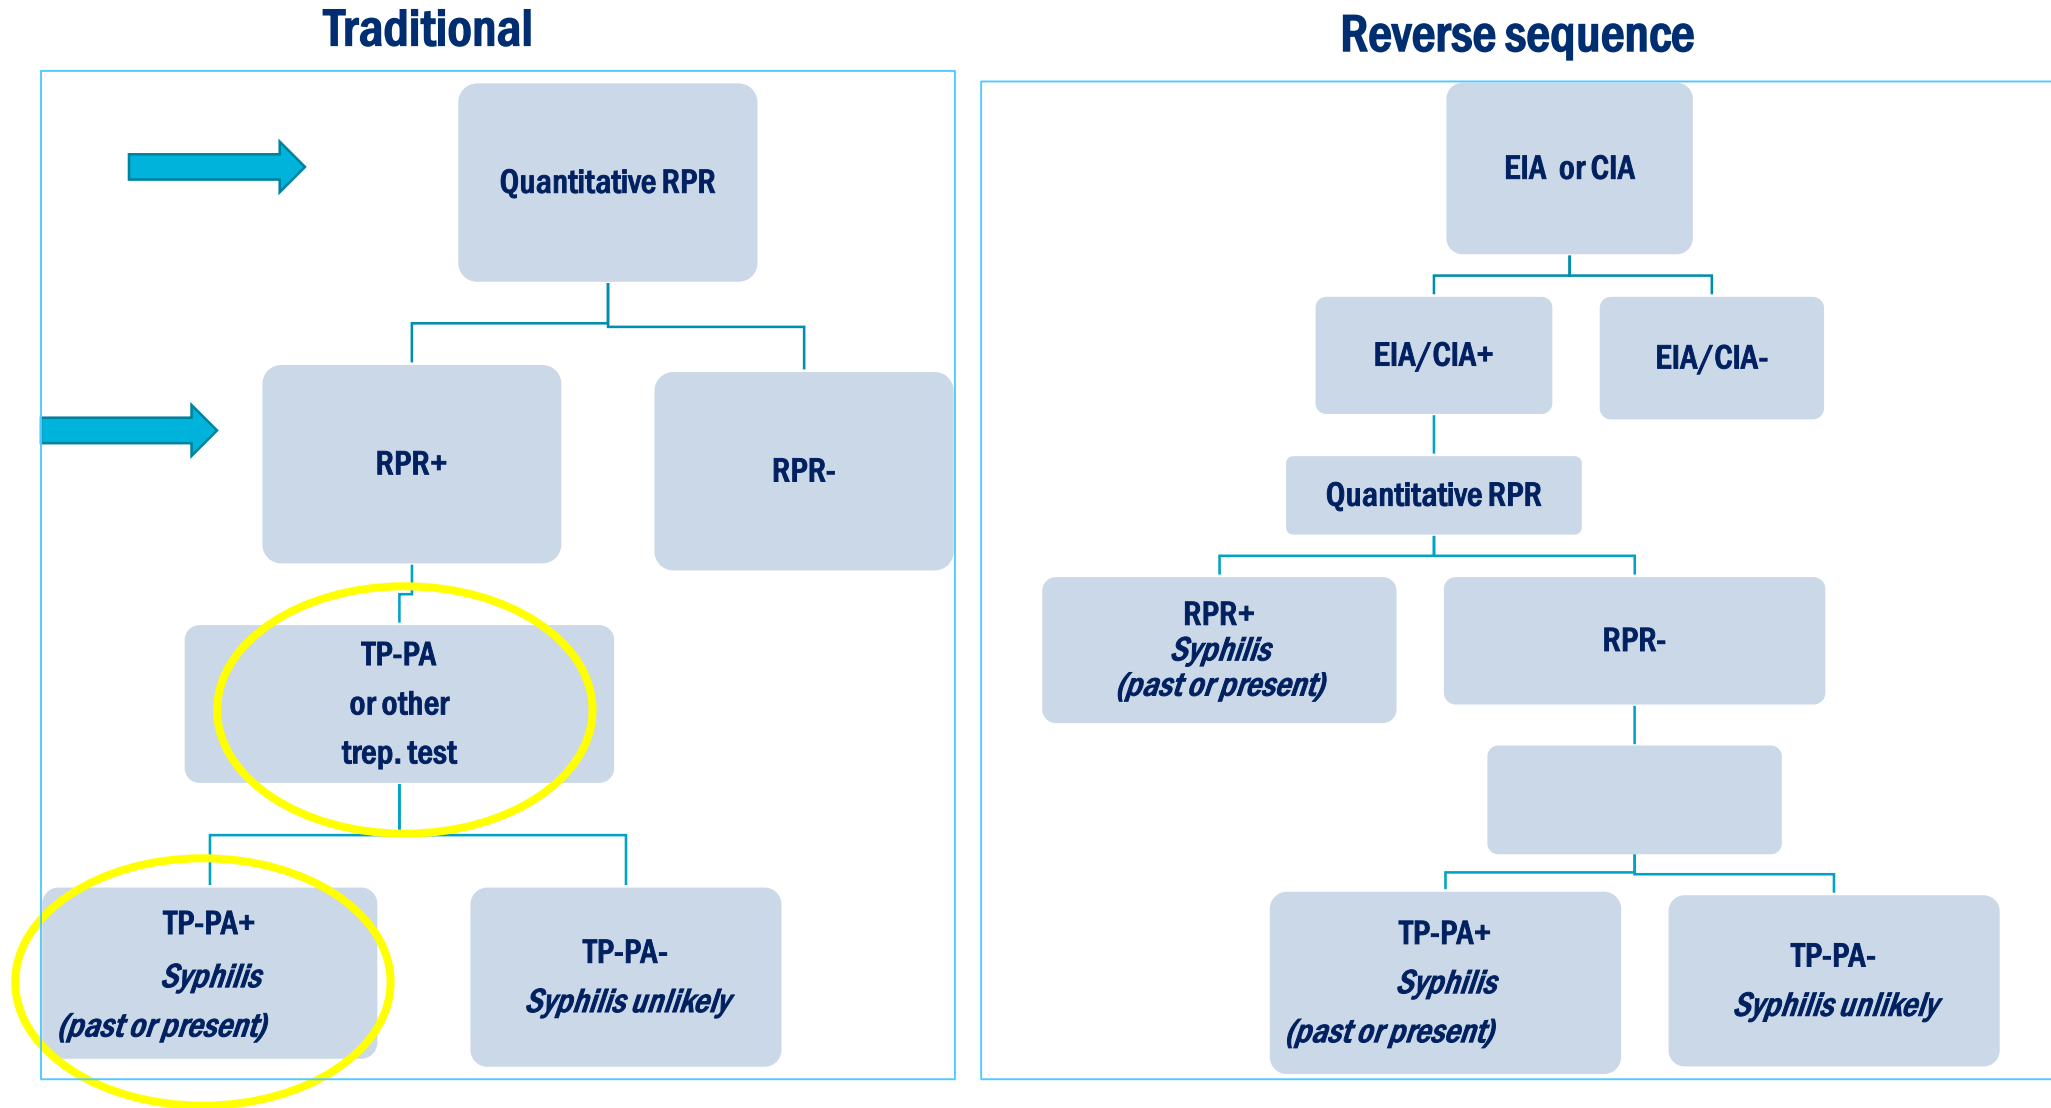 Traditional
Quantitative RPR
RPR+
RPR-
TP-PA
or other
trep. test
TP-PA+
Syphilis
(past or present)
TP-PA-
Syphilis unlikely
Reverse sequence
EIA or CIA
EIA/CIA+
EIA/CIA-
Quantitative RPR
RPR+
Syphilis
(past or present)
RPR-
TP-PA+
Syphilis
(past or present)
TP-PA-
Syphilis unlikely